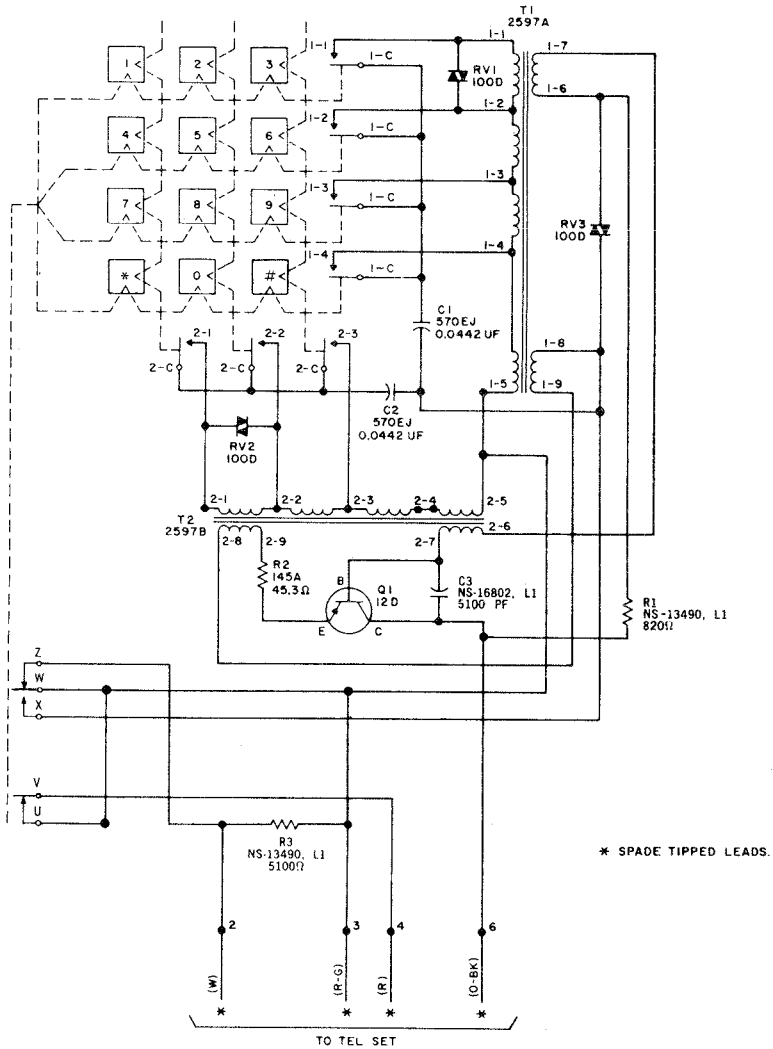 T1
2597A
1-1
1-7
1-1
1-C
1 2 3
RV1
100D
1-6
1-2
1-2
1-C
4 5 6
1-3
1-3
1-C
7 8 9
RV3
100D
1-4
1-4
1-C
* 0 #
C1
570EJ
0.0442 UF
2-1 2-2 2-3
1-8
2-C 2-C 2-C
1-5 1-9
C2
570EJ
0.0442 UF
RV2
100D
2-1 2-2 2-3 2-4 2-5
T2
2597B
2-6
2-8 2-9 2-7
R2
145A
45.3Ω
B
Q1
12D
E C
C3
NS-16802, L1
5100 PF
R1
NS-13490, L1
820Ω
Z
W
X
V
U
R3
NS-13490, L1
5100Ω
* SPADE TIPPED LEADS.
2 3 4 6
(W) (R-G) (R) (O-BK)
* * * *
TO TEL SET